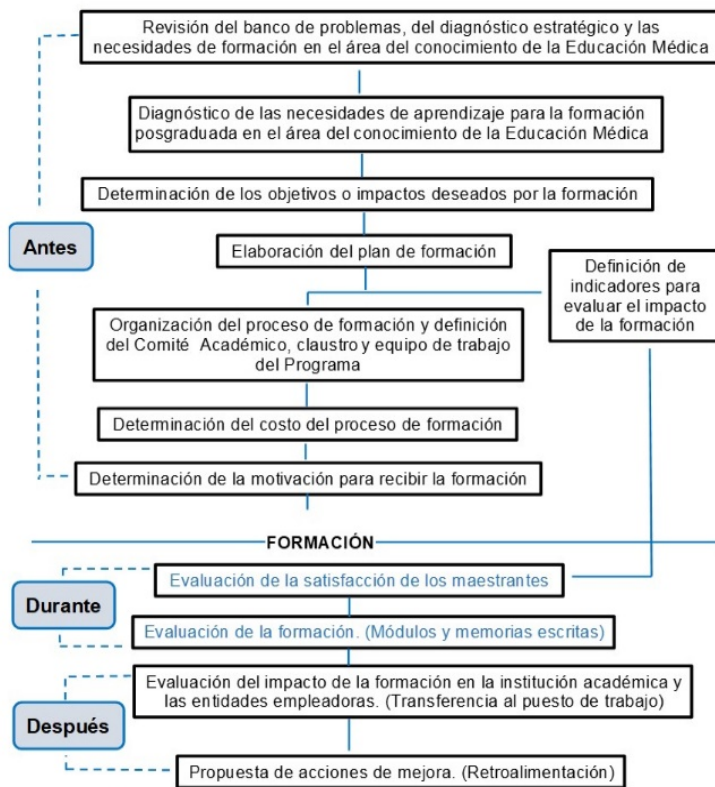 Revisión del banco de problemas, del diagnóstico estratégico y las
necesidades de formación en el área del conocimiento de la Educación Médica
Diagnóstico de las necesidades de aprendizaje para la formación
posgraduada en el área del conocimiento de la Educación Médica
Determinación de los objetivos o impactos deseados por la formación
Antes
Elaboración del plan de formación
Definición de
indicadores para
evaluar el impacto
de la formación
Organización del proceso de formación y definición
del Comité Académico, claustro y equipo de trabajo
del Programa
Determinación del costo del proceso de formación
Determinación de la motivación para recibir la formación
FORMACIÓN
Durante
Evaluación de la satisfacción de los maestrantes
Evaluación de la formación. (Módulos y memorias escritas)
Después
Evaluación del impacto de la formación en la institución académica y
las entidades empleadoras. (Transferencia al puesto de trabajo)
Propuesta de acciones de mejora. (Retroalimentación)